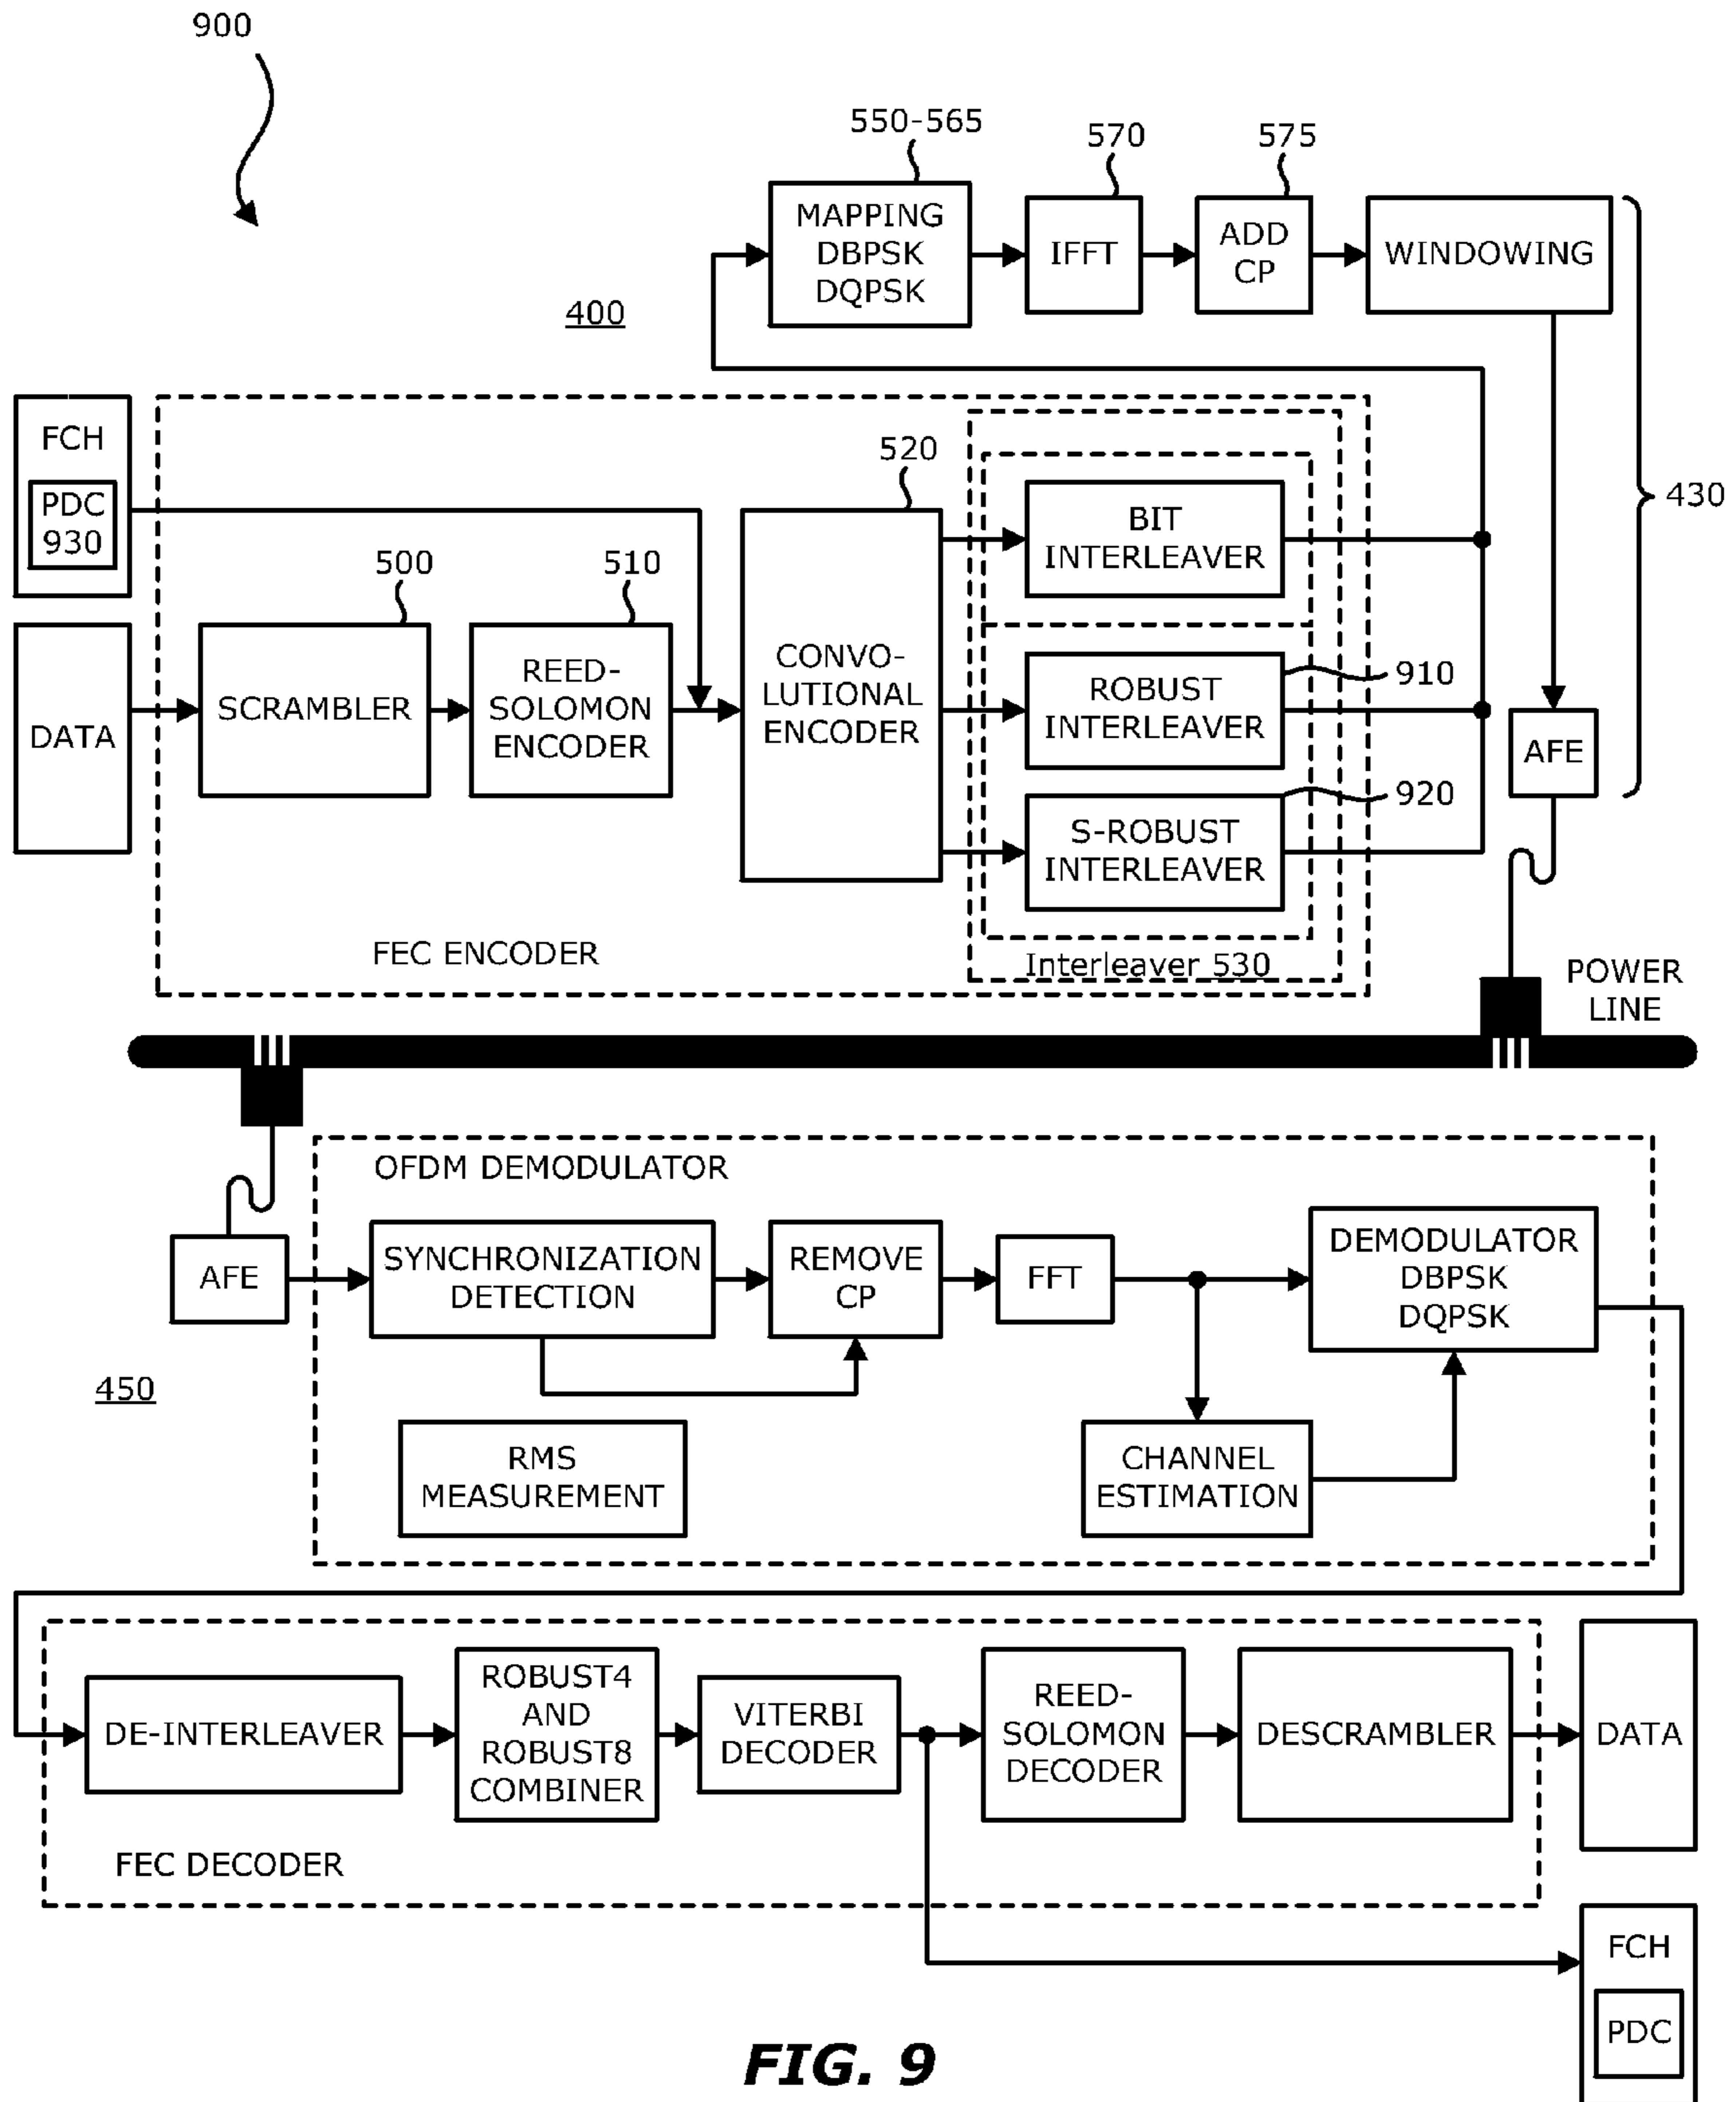 900
550-565
570
575
MAPPING
DBPSK
DQPSK
IFFT
ADD
CP
WINDOWING
400
430
FCH
PDC
930
DATA
500
SCRAMBLER
510
REED-
SOLOMON
ENCODER
520
CONVO-
LUTIONAL
ENCODER
BIT
INTERLEAVER
ROBUST
INTERLEAVER
910
S-ROBUST
INTERLEAVER
920
Interleaver 530
FEC ENCODER
AFE
POWER
LINE
OFDM DEMODULATOR
AFE
SYNCHRONIZATION
DETECTION
REMOVE
CP
FFT
DEMODULATOR
DBPSK
DQPSK
450
RMS
MEASUREMENT
CHANNEL
ESTIMATION
DE-INTERLEAVER
ROBUST4
AND
ROBUST8
COMBINER
VITERBI
DECODER
REED-
SOLOMON
DECODER
DESCRAMBLER
DATA
FEC DECODER
FCH
PDC
FIG. 9